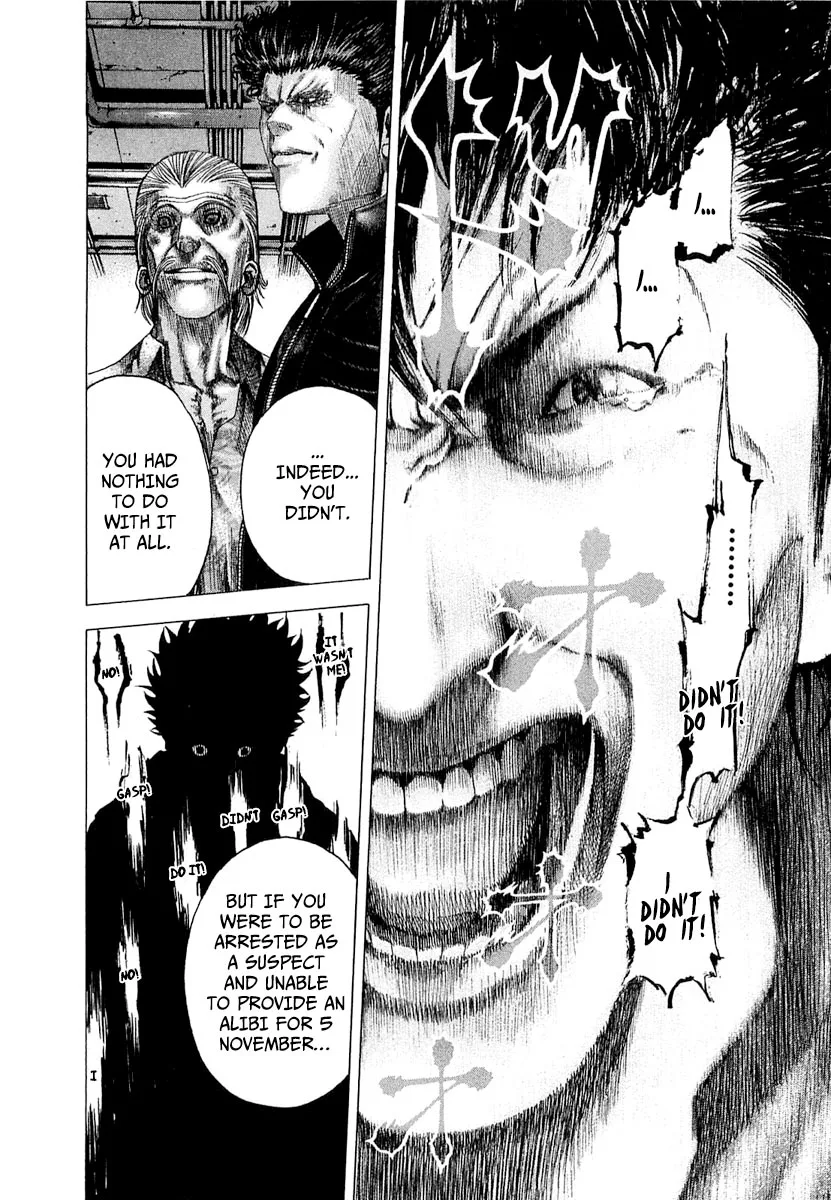 I...
I...
........
DIDN'T
DO IT!
I
DIDN'T
DO IT!
...
INDEED...
YOU
DIDN'T.
YOU HAD
NOTHING
TO DO
WITH IT
AT ALL.
IT
WASN'T
ME!
NO!
GASP!
DIDN'T GASP!
DO IT!
NO!
I
BUT IF YOU
WERE TO BE
ARRESTED AS
A SUSPECT
AND UNABLE
TO PROVIDE AN
ALIBI FOR 5
NOVEMBER...